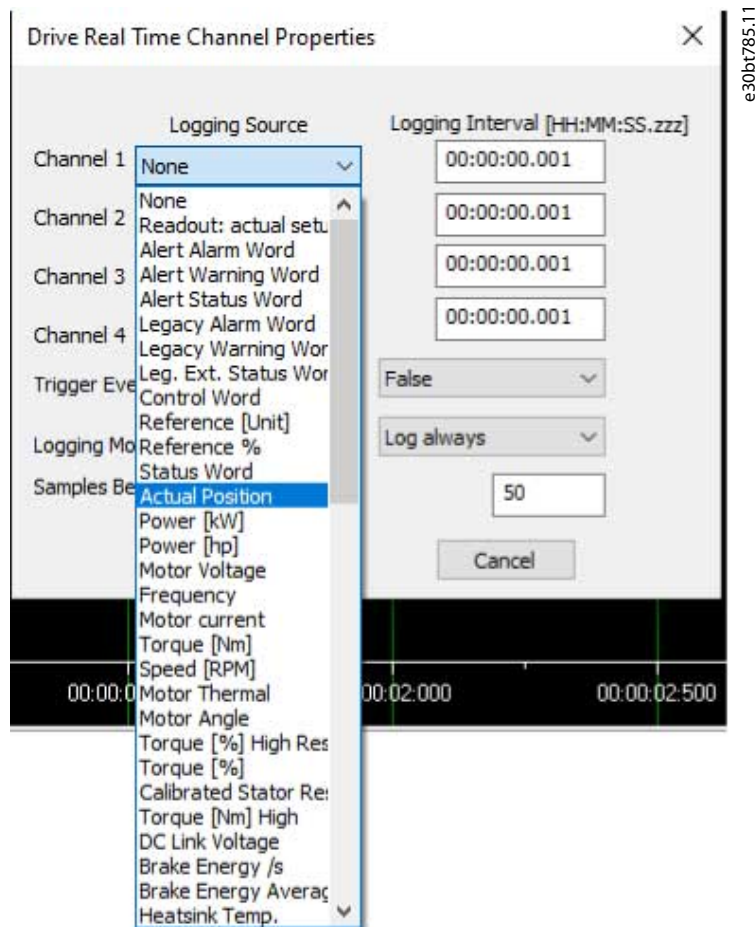 Drive Real Time Channel Properties
e30bt785.11
Logging Source
Logging Interval [HH:MM:SS.zzz]
Channel 1
None
00:00:00.001
Channel 2
00:00:00.001
Channel 3
00:00:00.001
Channel 4
00:00:00.001
Trigger Eve
False
Logging Mo
Log always
Samples Be
50
Cancel
None
Readout: actual setu
Alert Alarm Word
Alert Warning Word
Alert Status Word
Legacy Alarm Word
Legacy Warning Wor
Leg. Ext. Status Wor
Control Word
Reference [Unit]
Reference %
Status Word
Actual Position
Power [kW]
Power [hp]
Motor Voltage
Frequency
Motor current
Torque [Nm]
Speed [RPM]
Motor Thermal
Motor Angle
Torque [%] High Res
Torque [%]
Calibrated Stator Res
Torque [Nm] High
DC Link Voltage
Brake Energy /s
Brake Energy Averag
Heatsink Temp.
00:00:0
00:02:000
00:00:02:500